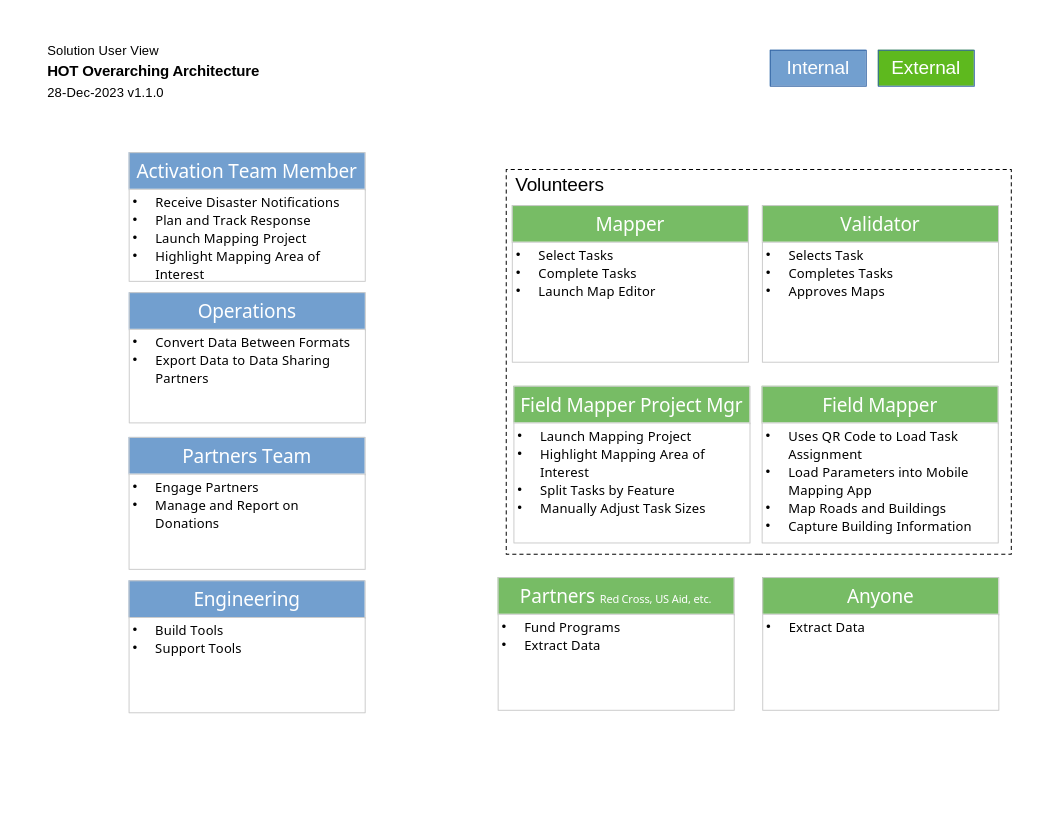 Solution User View
HOT Overarching Architecture
28-Dec-2023 v1.1.0
Internal
External
Activation Team Member
• Receive Disaster Notifications
• Plan and Track Response
• Launch Mapping Project
• Highlight Mapping Area of
Interest
Operations
• Convert Data Between Formats
• Export Data to Data Sharing
Partners
Partners Team
• Engage Partners
• Manage and Report on
Donations
Engineering
• Build Tools
• Support Tools
Volunteers
Mapper
• Select Tasks
• Complete Tasks
• Launch Map Editor
Validator
• Selects Task
• Completes Tasks
• Approves Maps
Field Mapper Project Mgr
• Launch Mapping Project
• Highlight Mapping Area of
Interest
• Split Tasks by Feature
• Manually Adjust Task Sizes
Field Mapper
• Uses QR Code to Load Task
Assignment
• Load Parameters into Mobile
Mapping App
• Map Roads and Buildings
• Capture Building Information
Partners Red Cross, US Aid, etc.
• Fund Programs
• Extract Data
Anyone
• Extract Data